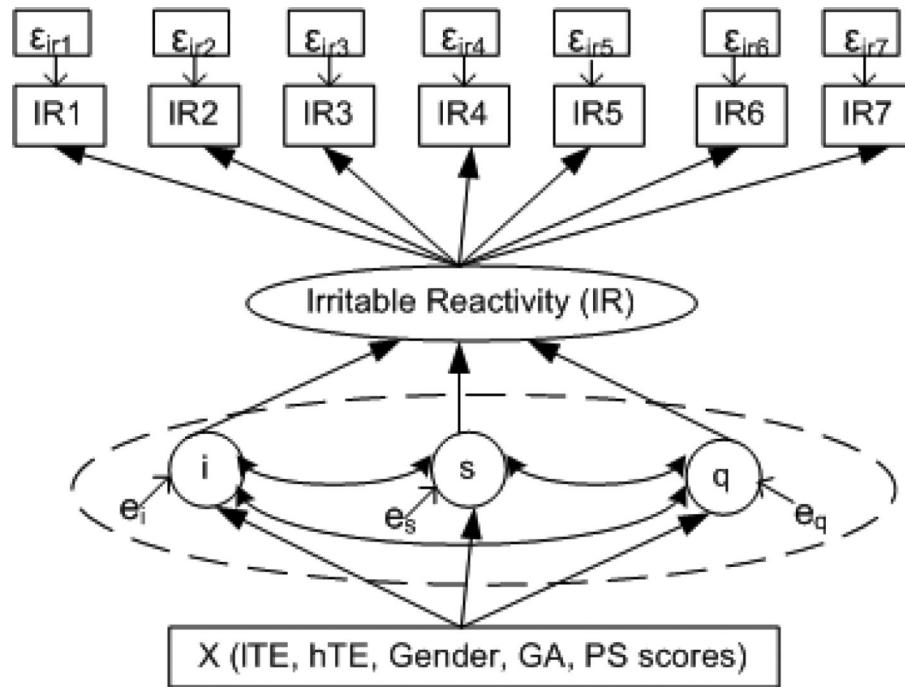 εir1 εir2 εir3 εir4 εir5 εir6 εir7
IR1 IR2 IR3 IR4 IR5 IR6 IR7
Irritable Reactivity (IR)
i s q
ei es eq
X (lTE, hTE, Gender, GA, PS scores)